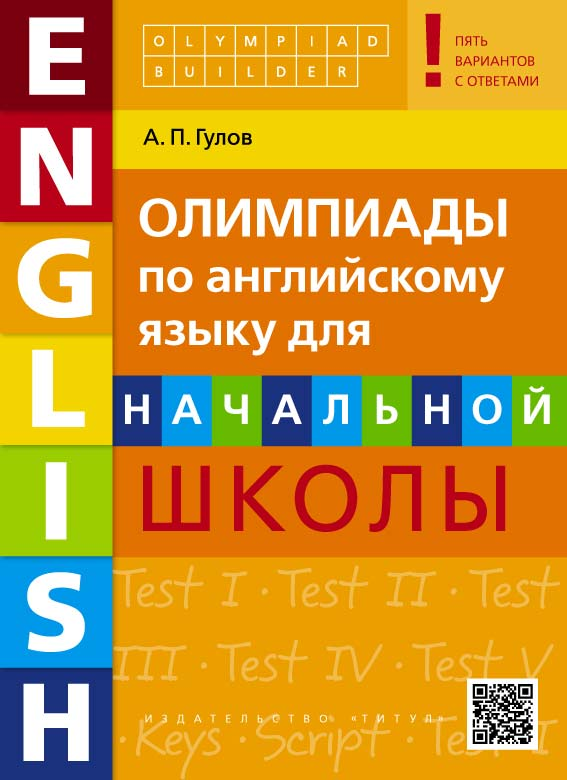 ENGLISH
OLYMPIAD
BUILDER
!
ПЯТЬ
ВАРИАНТОВ
С ОТВЕТАМИ
А. П. Гулов
ОЛИМПИАДЫ
по английскому
языку для
НАЧАЛЬНОЙ
ШКОЛЫ
Test I · Test II · Test
III · Test IV · Test V
ИЗДАТЕЛЬСТВО «ТИТУЛ»
· Keys · Script · Test I